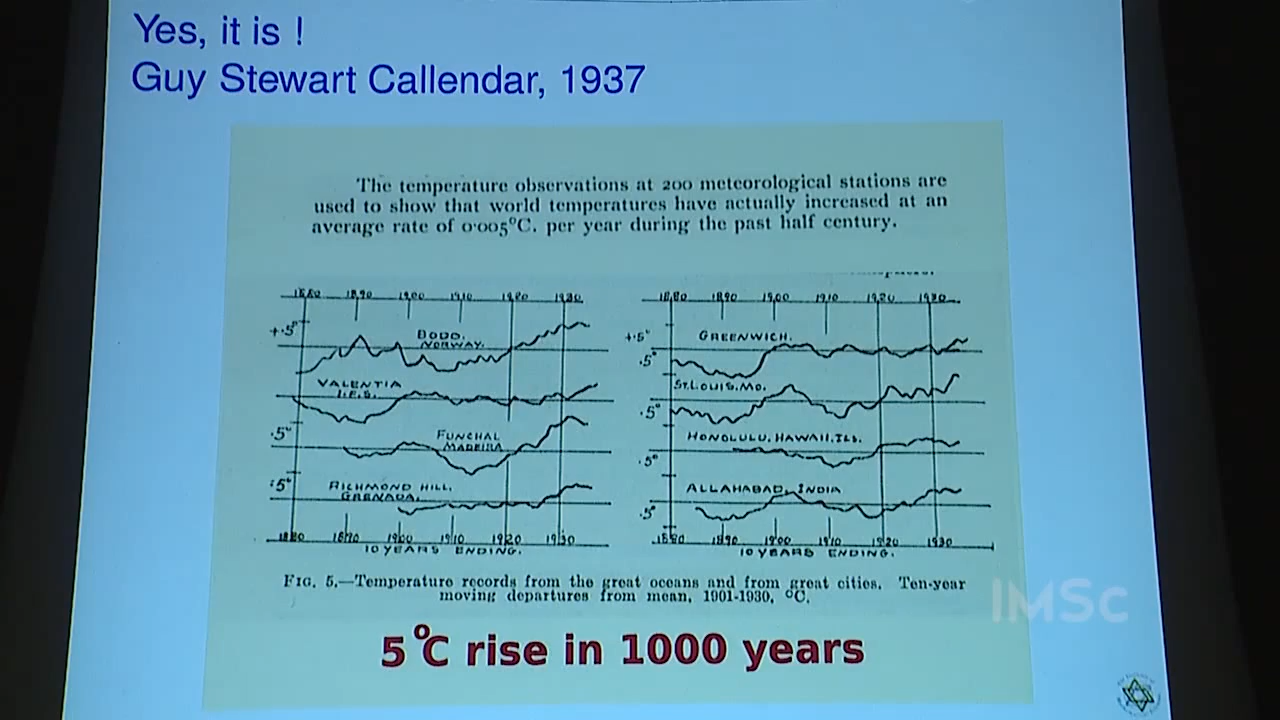 Yes, it is !
Guy Stewart Callendar, 1937
The temperature observations at 200 meteorological stations are
used to show that world temperatures have actually increased at an
average rate of 0·005°C. per year during the past half century.
1880 1890 1900 1910 1920 1930
+.5°
BODO,
NORWAY.
VALENTIA
I.F.S.
.5°
FUNCHAL
MADEIRA
.5°
RICHMOND HILL,
GRENADA.
1880 1890 1900 1910 1920 1930
10 YEARS ENDING.
1880 1890 1900 1910 1920 1930
+.5°
GREENWICH.
.5°
ST. LOUIS, MO.
.5°
HONOLULU, HAWAII, ILS.
.5°
ALLAHABAD, INDIA
.5°
1880 1890 1900 1910 1920 1930
10 YEARS ENDING.
FIG. 5.—Temperature records from the great oceans and from great cities. Ten-year
moving departures from mean, 1901-1930, °C.
IMSc
5°C rise in 1000 years